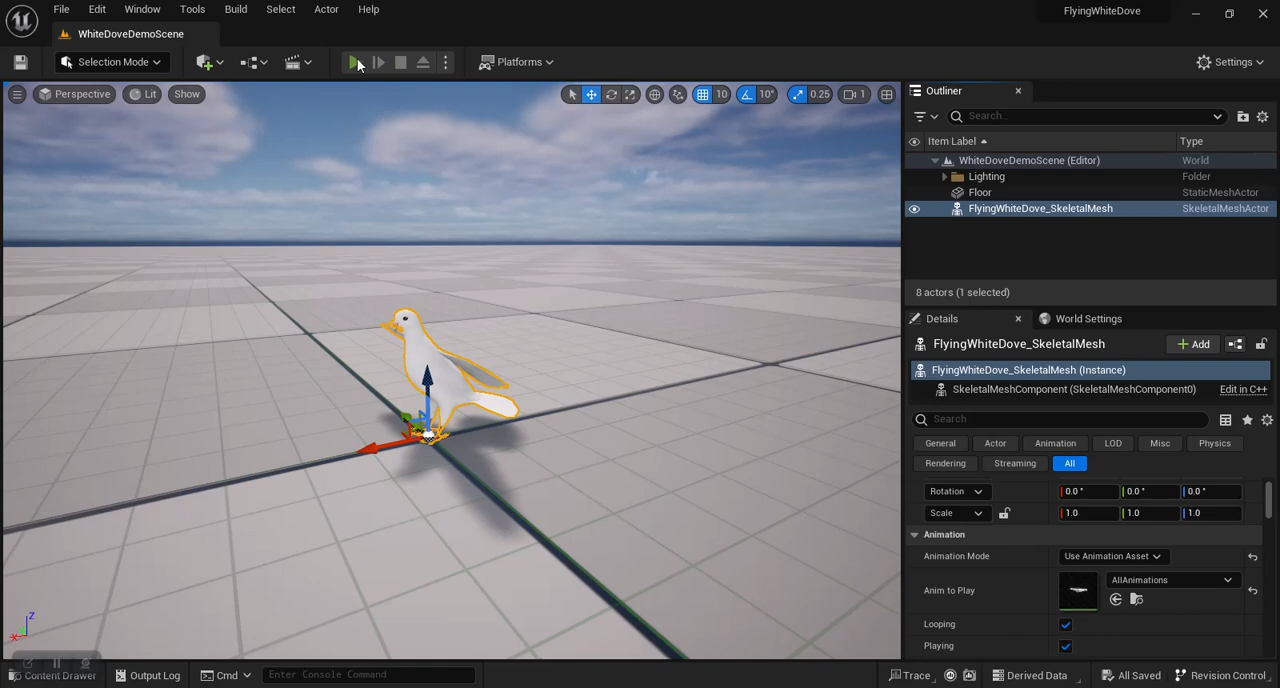 File Edit Window Tools Build Select Actor Help
FlyingWhiteDove
WhiteDoveDemoScene
Selection Mode
Platforms
Settings
Perspective Lit Show
10 10° 0.25 1
Outliner
Search...
Item Label Type
WhiteDoveDemoScene (Editor) World
Lighting Folder
Floor StaticMeshActor
FlyingWhiteDove_SkeletalMesh SkeletalMeshActor
8 actors (1 selected)
Details World Settings
FlyingWhiteDove_SkeletalMesh + Add
FlyingWhiteDove_SkeletalMesh (Instance)
SkeletalMeshComponent (SkeletalMeshComponent0) Edit in C++
Search
General Actor Animation LOD Misc Physics
Rendering Streaming All
Rotation 0.0 ° 0.0 ° 0.0 °
Scale 1.0 1.0 1.0
Animation
Animation Mode Use Animation Asset
Anim to Play AllAnimations
Looping
Playing
Z
X
Content Drawer Output Log Cmd Enter Console Command Trace Derived Data All Saved Revision Control